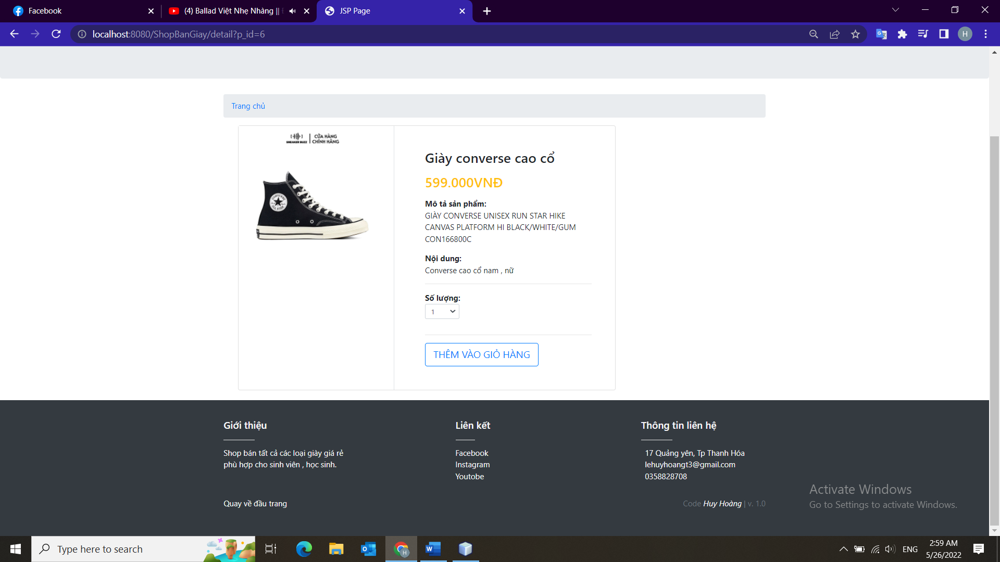 Facebook
(4) Ballad Việt Nhẹ Nhàng ||
JSP Page
localhost:8080/ShopBanGiay/detail?p_id=6
H
Trang chủ
SNEAKER BUZZ
CỬA HÀNG
CHÍNH HÃNG
CONVERSE
ALL STAR
Giày converse cao cổ
599.000VNĐ
Mô tả sản phẩm:
GIÀY CONVERSE UNISEX RUN STAR HIKE
CANVAS PLATFORM HI BLACK/WHITE/GUM
CON166800C
Nội dung:
Converse cao cổ nam , nữ
Số lượng:
1
THÊM VÀO GIỎ HÀNG
Giới thiệu
Shop bán tất cả các loại giày giá rẻ
phù hợp cho sinh viên , học sinh.
Liên kết
Facebook
Instagram
Youtobe
Thông tin liên hệ
17 Quảng yên, Tp Thanh Hóa
lehuyhoangt3@gmail.com
0358828708
Quay về đầu trang
Code Huy Hoàng | v. 1.0
Activate Windows
Go to Settings to activate Windows.
Type here to search
ENG
2:59 AM
5/26/2022